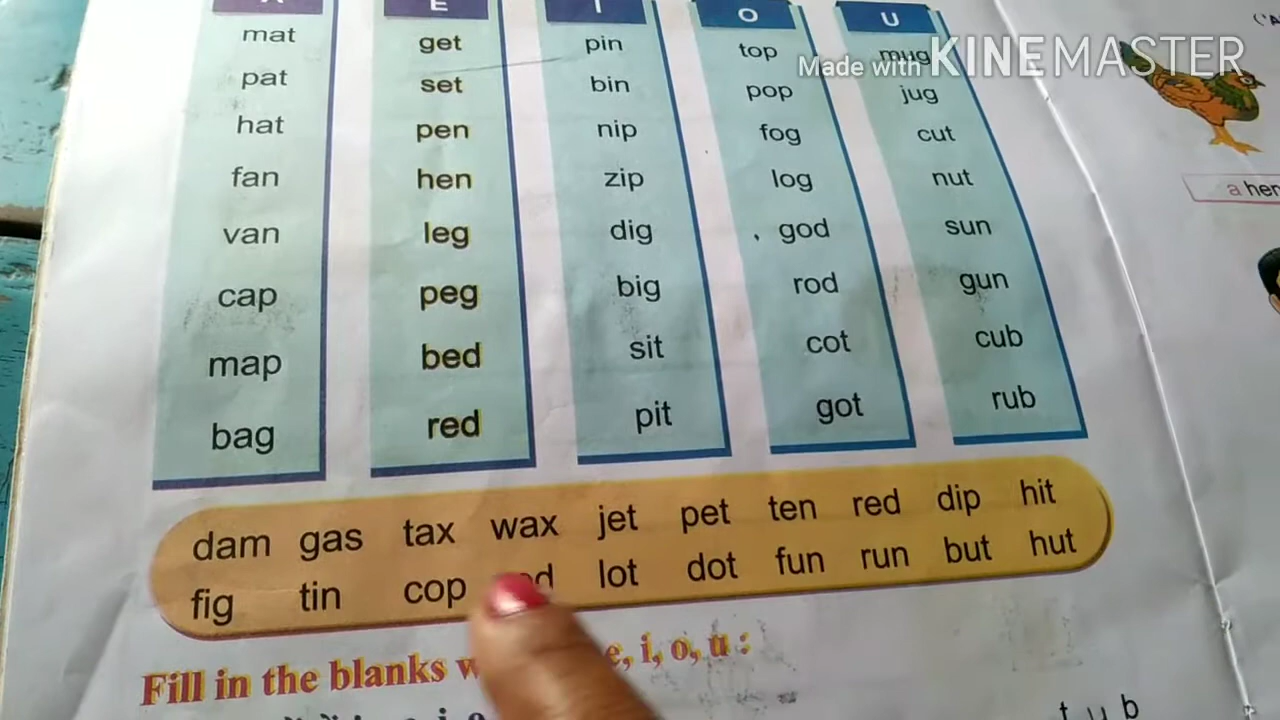 A E I O U
mat get pin top mug
pat set bin pop jug
hat pen nip fog cut
fan hen zip log nut
van leg dig god sun
cap peg big rod gun
map bed sit cot cub
bag red pit got rub
dam gas tax wax jet pet ten red dip hit
fig tin cop lot dot fun run but hut
Fill in the blanks e, i, o, u :
t u b
Made with KINEMASTER
a hen